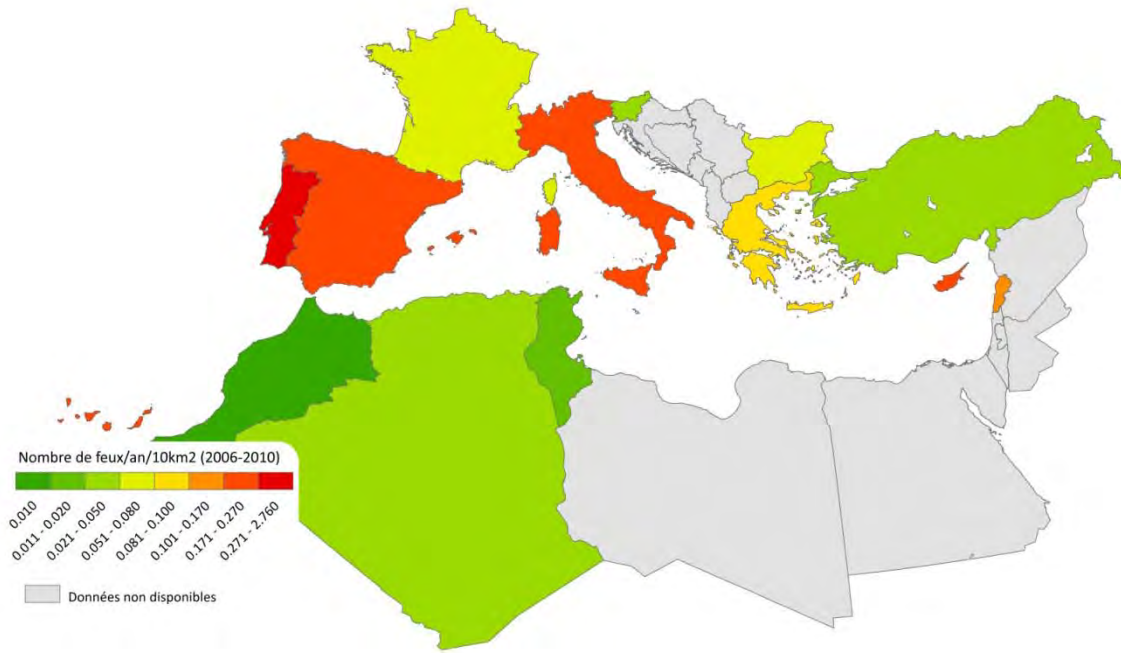 Nombre de feux/an/10km2 (2006-2010)
0.010
0.011 - 0.020
0.021 - 0.050
0.051 - 0.080
0.081 - 0.100
0.101 - 0.170
0.171 - 0.270
0.271 - 2.760
Données non disponibles